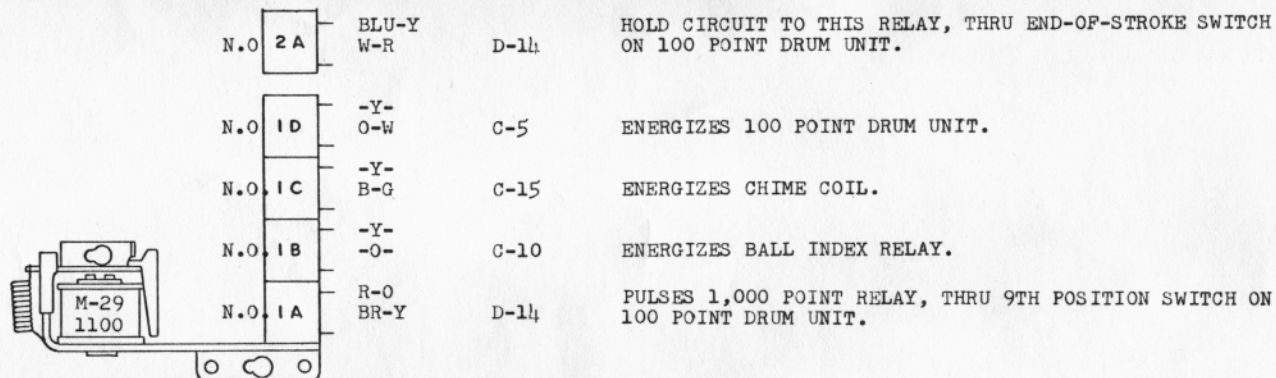 N.O 2A BLU-Y HOLD CIRCUIT TO THIS RELAY, THRU END-OF-STROKE SWITCH
W-R D-14 ON 100 POINT DRUM UNIT.
-Y-
N.O. 1D O-W C-5 ENERGIZES 100 POINT DRUM UNIT.
-Y-
N.O. 1C B-G C-15 ENERGIZES CHIME COIL.
-Y-
N.O. 1B -O- C-10 ENERGIZES BALL INDEX RELAY.
M-29
1100
R-O PULSES 1,000 POINT RELAY, THRU 9TH POSITION SWITCH ON
N.O. 1A BR-Y D-14 100 POINT DRUM UNIT.